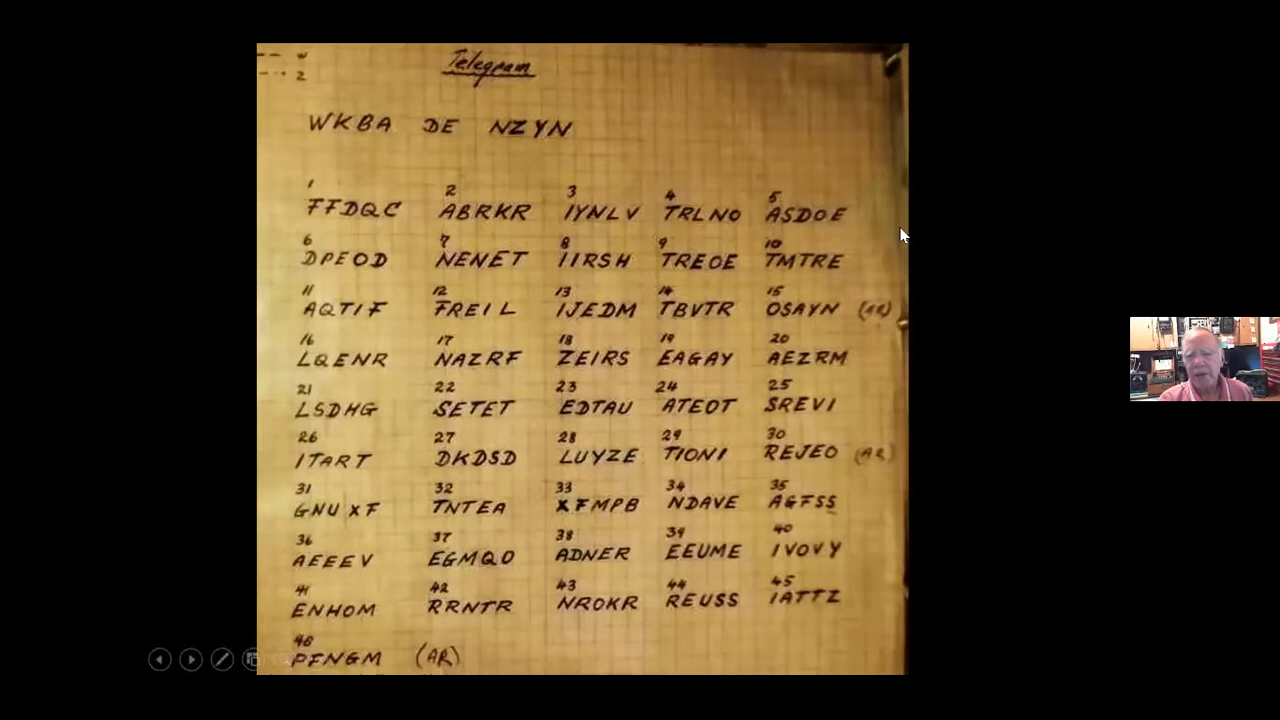 Telegram
WKBA DE NZYN
1 2 3 4 5
FFDQC ABRKR IYNLV TRLNO ASDOE
6 7 8 9 10
DPEOD NENET IIRSH TREOE TMTRE
11 12 13 14 15
AQTIF FREIL IJEDM TBVTR OSAYN (AR)
16 17 18 19 20
LQENR NAZRF ZEIRS EAGAY AEZRM
21 22 23 24 25
LSDHG SETET EDTAU ATEOT SREVI
26 27 28 29 30
ITART DKDSD LUYZE TIONI REJEO (AR)
31 32 33 34 35
GNUXF TNTEA XFMPB NDAVE AGFSS
36 37 38 39 40
AEEEV EGMQO ADNER EEUME IVOVY
41 42 43 44 45
ENHOM RRNTR NROKR REUSS IATTZ
46
PFNGM (AR)